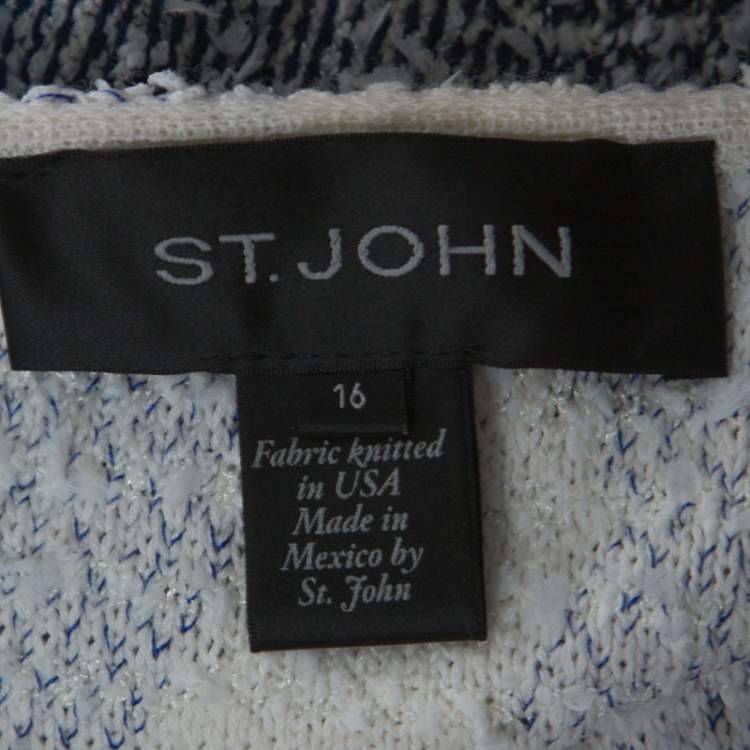 ST. JOHN
16
Fabric knitted
in USA
Made in
Mexico by
St. John